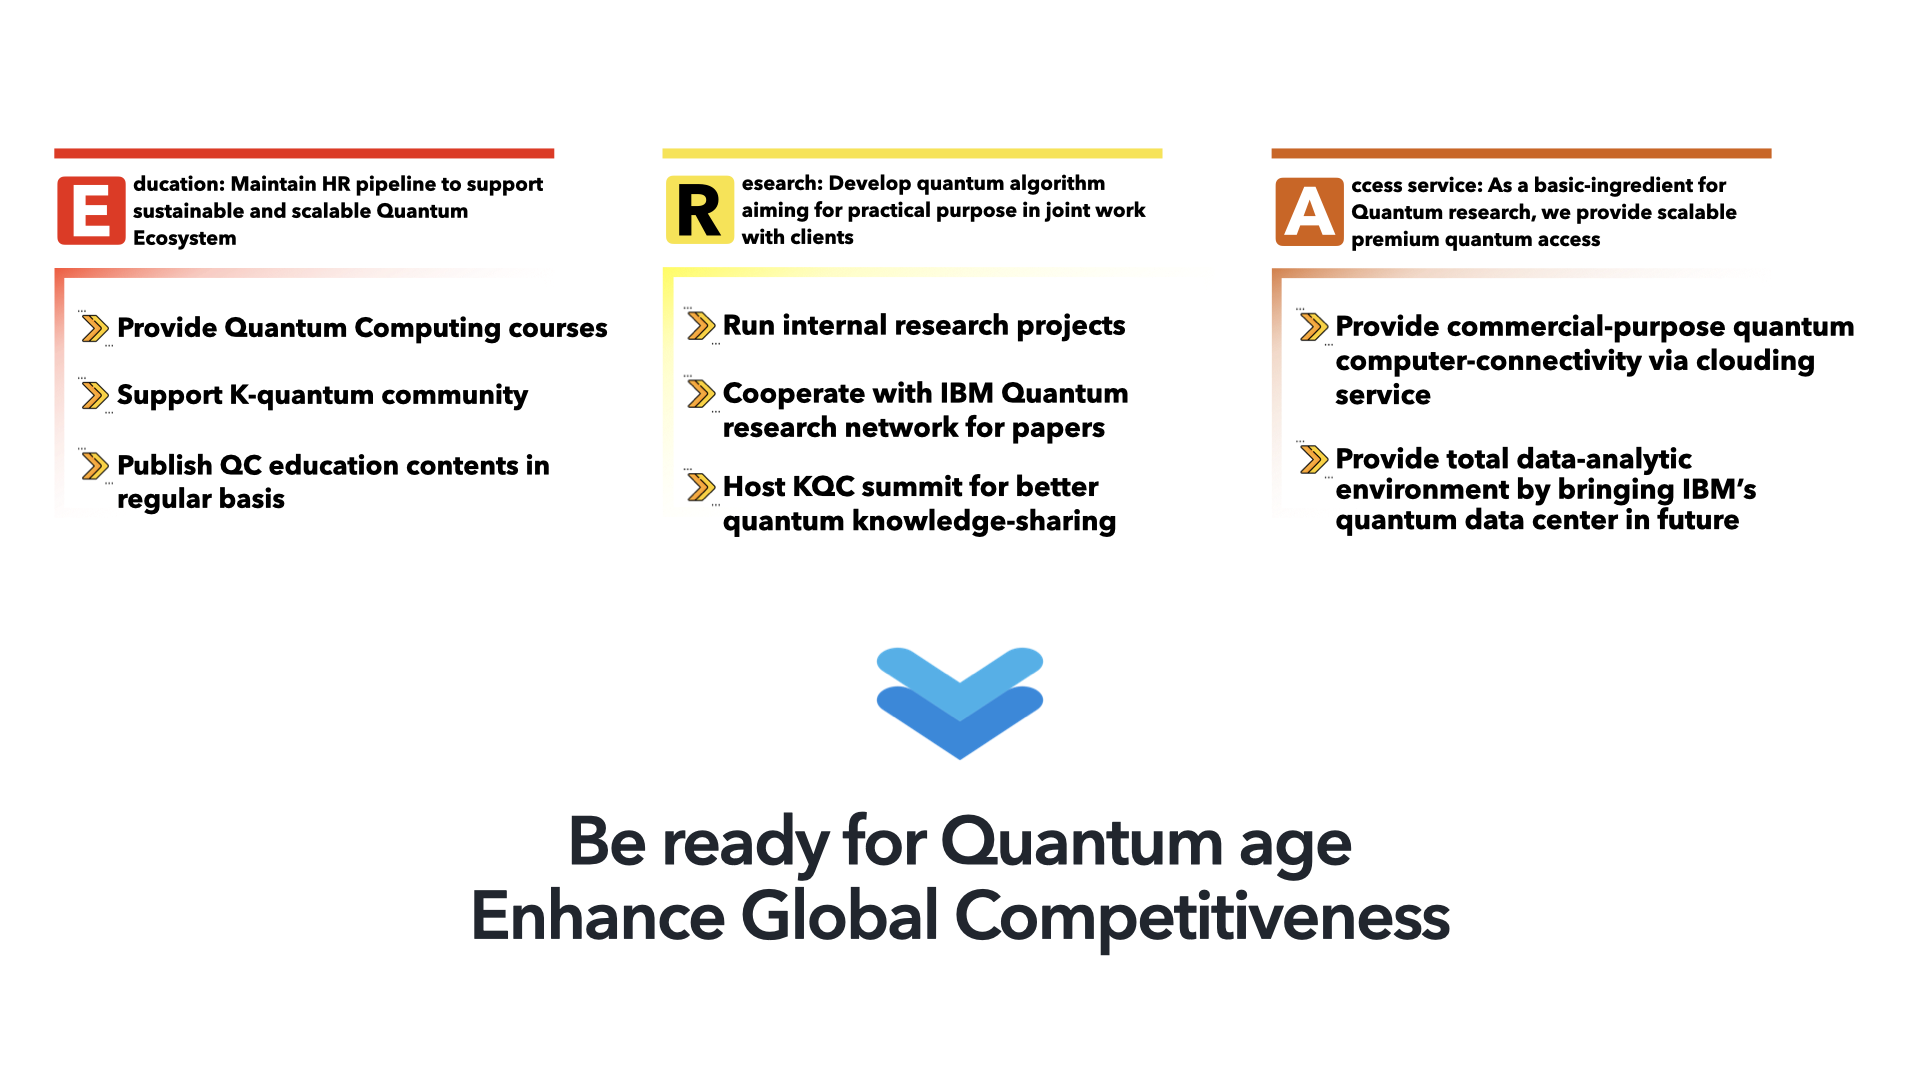 Education: Maintain HR pipeline to support
sustainable and scalable Quantum
Ecosystem
Provide Quantum Computing courses
Support K-quantum community
Publish QC education contents in
regular basis
Research: Develop quantum algorithm
aiming for practical purpose in joint work
with clients
Run internal research projects
Cooperate with IBM Quantum
research network for papers
Host KQC summit for better
quantum knowledge-sharing
Access service: As a basic-ingredient for
Quantum research, we provide scalable
premium quantum access
Provide commercial-purpose quantum
computer-connectivity via clouding
service
Provide total data-analytic
environment by bringing IBM’s
quantum data center in future
Be ready for Quantum age
Enhance Global Competitiveness